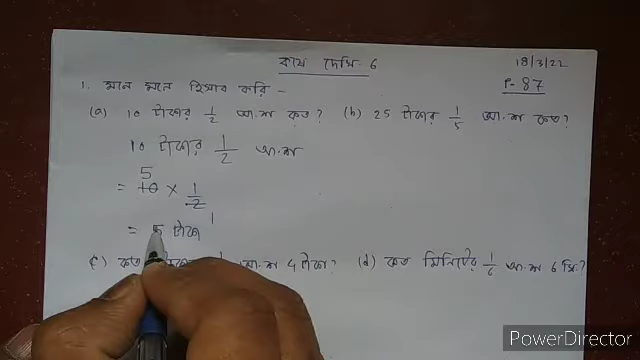 কষে দেখি - 6
18/3/22
P-87
1. মনে মনে হিসাব করি -
(a) 10 টাকার 1/2 অংশ কত? (b) 25 টাকার 1/5 অংশ কত?
10 টাকার 1/2 অংশ
5
= 10 × 1/2
1
= 5 টাকা
(c) কত অংশ 4 টাকা? (d) কত মিনিটের 1/6 অংশ 6 মি:?
PowerDirector